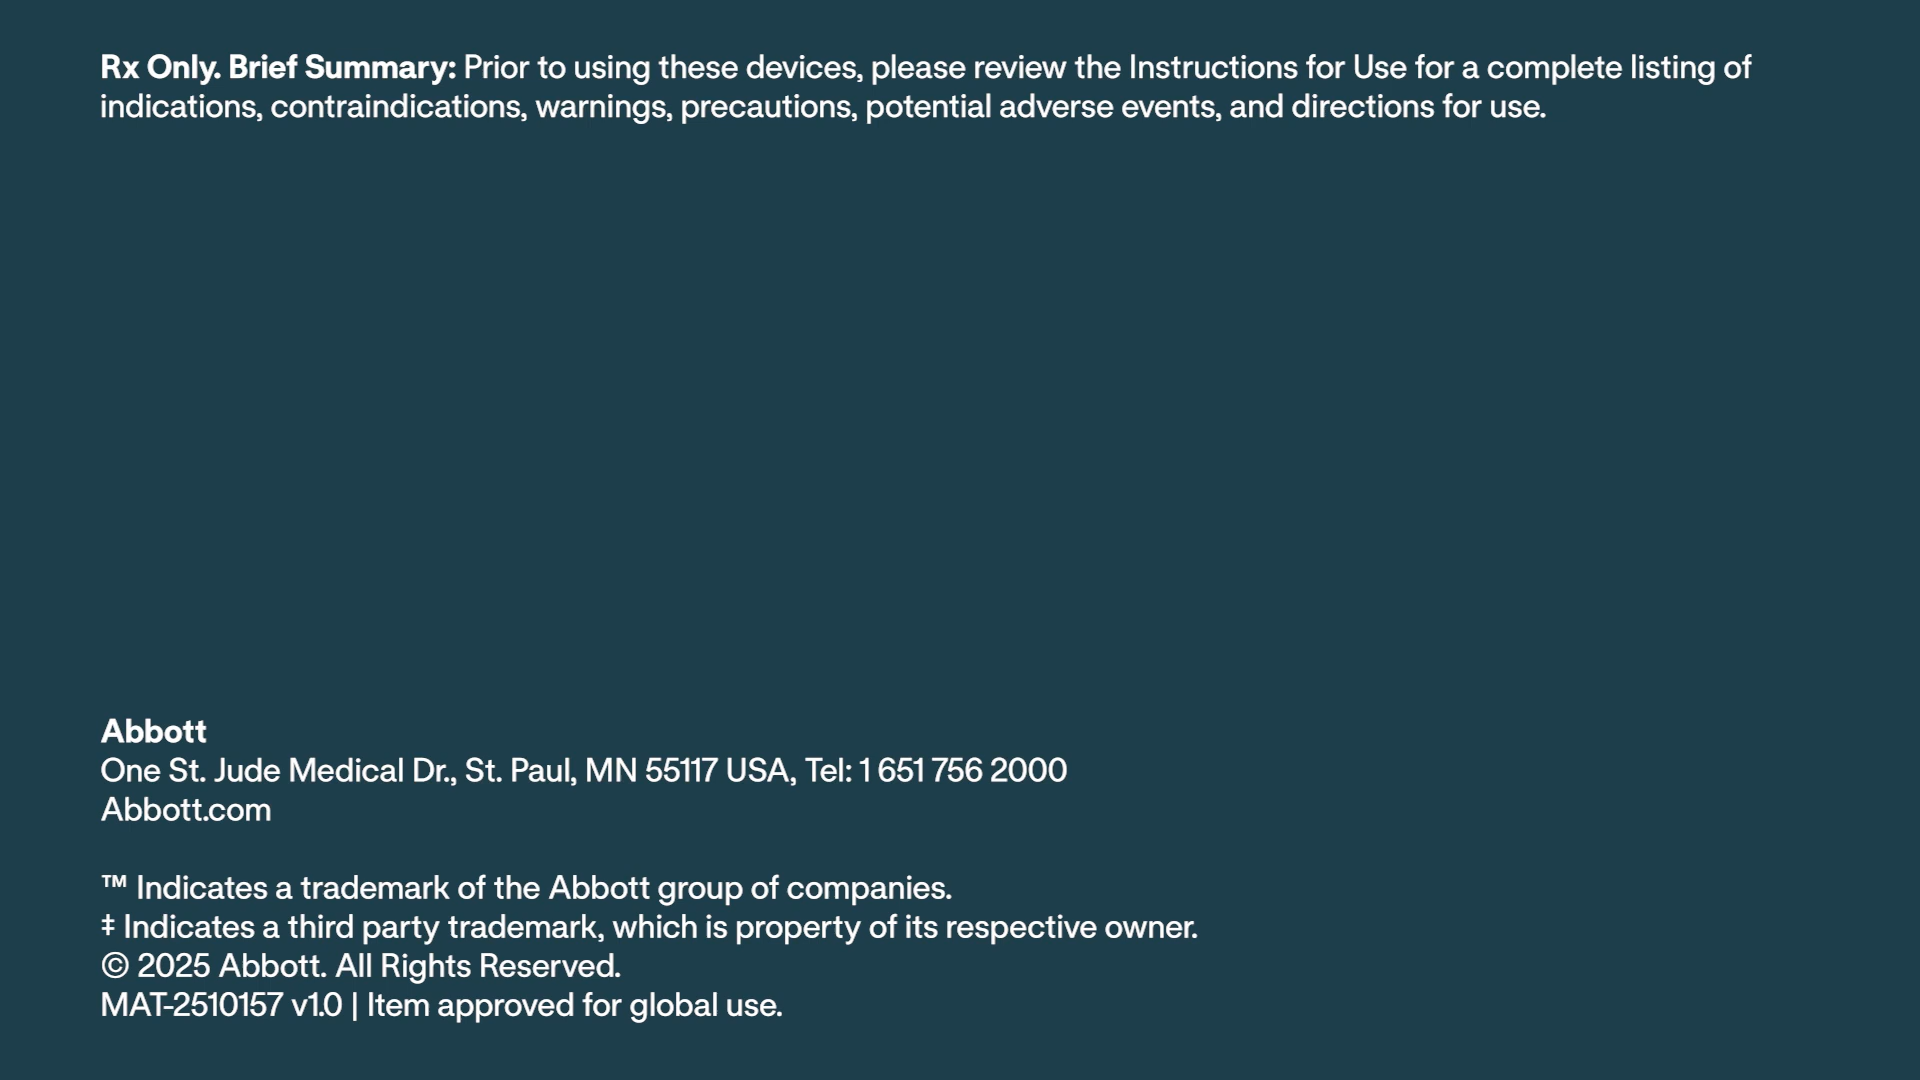 Rx Only. Brief Summary: Prior to using these devices, please review the Instructions for Use for a complete listing of
indications, contraindications, warnings, precautions, potential adverse events, and directions for use.
Abbott
One St. Jude Medical Dr., St. Paul, MN 55117 USA, Tel: 1 651 756 2000
Abbott.com
™ Indicates a trademark of the Abbott group of companies.
‡ Indicates a third party trademark, which is property of its respective owner.
© 2025 Abbott. All Rights Reserved.
MAT-2510157 v1.0 | Item approved for global use.